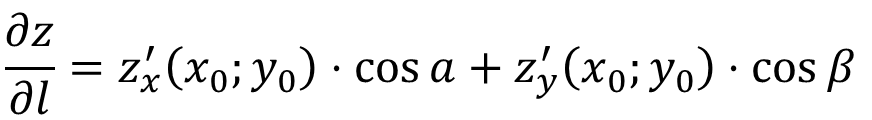 ∂z/∂l = z′ₓ(x₀; y₀) · cos a + z′ᵧ(x₀; y₀) · cos β